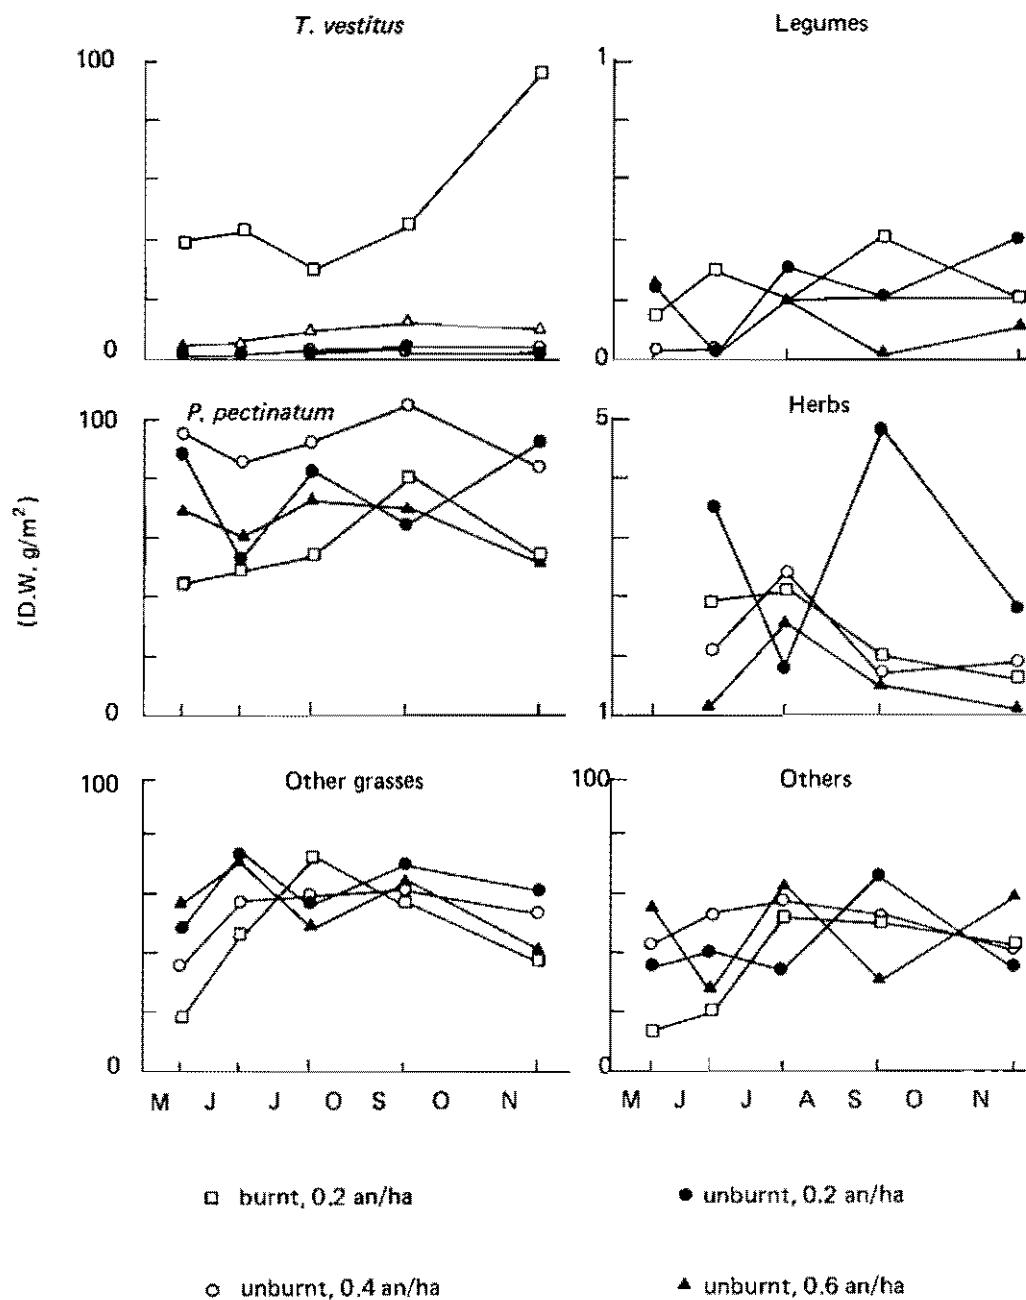 T. vestitus
Legumes
100
0
1
0
P. pectinatum
Herbs
100
0
5
1
(D.W. g/m²)
Other grasses
Others
100
0
100
0
M J J O S O N
M J J A S O N
□ burnt, 0.2 an/ha
● unburnt, 0.2 an/ha
○ unburnt, 0.4 an/ha
▲ unburnt, 0.6 an/ha